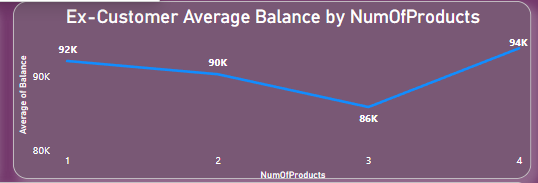 Ex-Customer Average Balance by NumOfProducts
Average of Balance
90K
80K
92K
90K
86K
94K
1 2 3 4
NumOfProducts